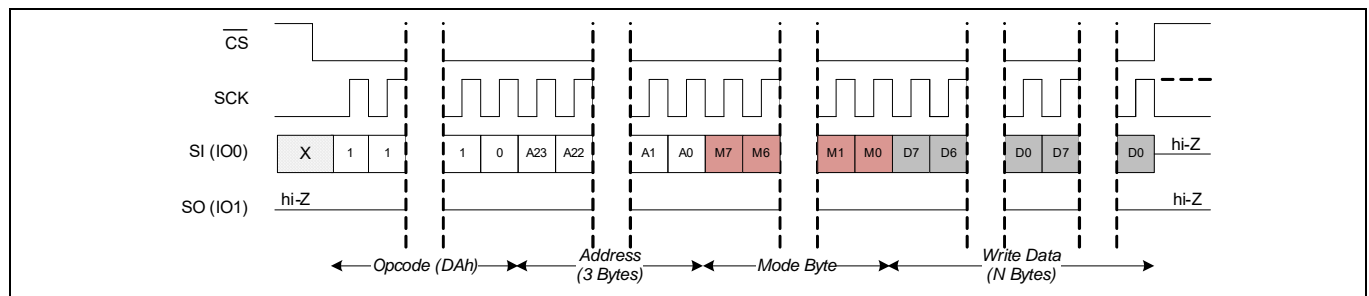 CS
SCK
SI (IO0) X 1 1 1 0 A23 A22 A1 A0 M7 M6 M1 M0 D7 D6 D0 D7 D0 hi-Z
SO (IO1) hi-Z hi-Z
Opcode (DAh) Address (3 Bytes) Mode Byte Write Data (N Bytes)